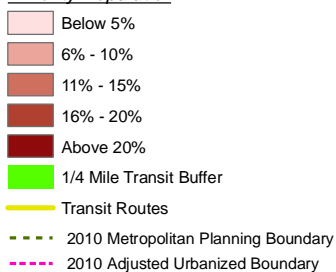 Below 5%
6% - 10%
11% - 15%
16% - 20%
Above 20%
1/4 Mile Transit Buffer
Transit Routes
2010 Metropolitan Planning Boundary
2010 Adjusted Urbanized Boundary